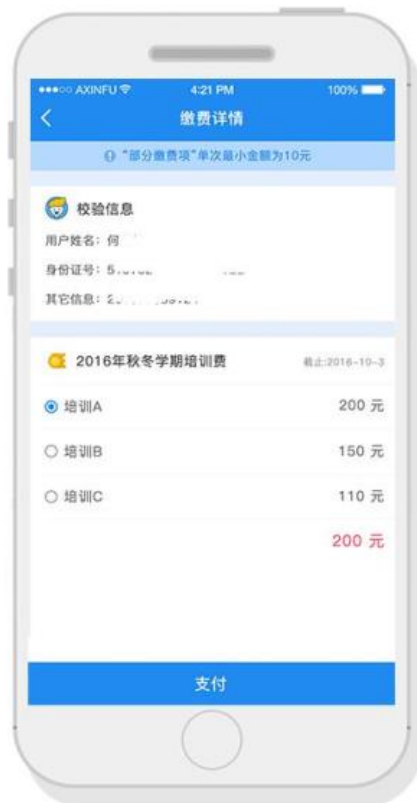 AXINFU 4:21 PM 100%
缴费详情
"部分缴费项"单次最小金额为10元
校验信息
用户姓名：何
身份证号：
其它信息：
2016年秋冬学期培训费 截止:2016-10-3
培训A 200 元
培训B 150 元
培训C 110 元
200 元
支付